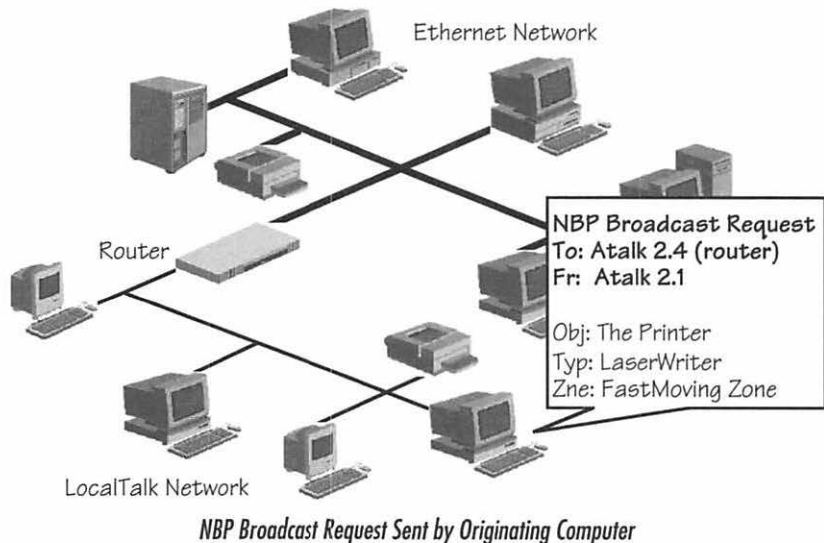 Ethernet Network
NBP Broadcast Request
To: Atalk 2.4 (router)
Fr: Atalk 2.1
Obj: The Printer
Typ: LaserWriter
Zne: FastMoving Zone
Router
LocalTalk Network
NBP Broadcast Request Sent by Originating Computer